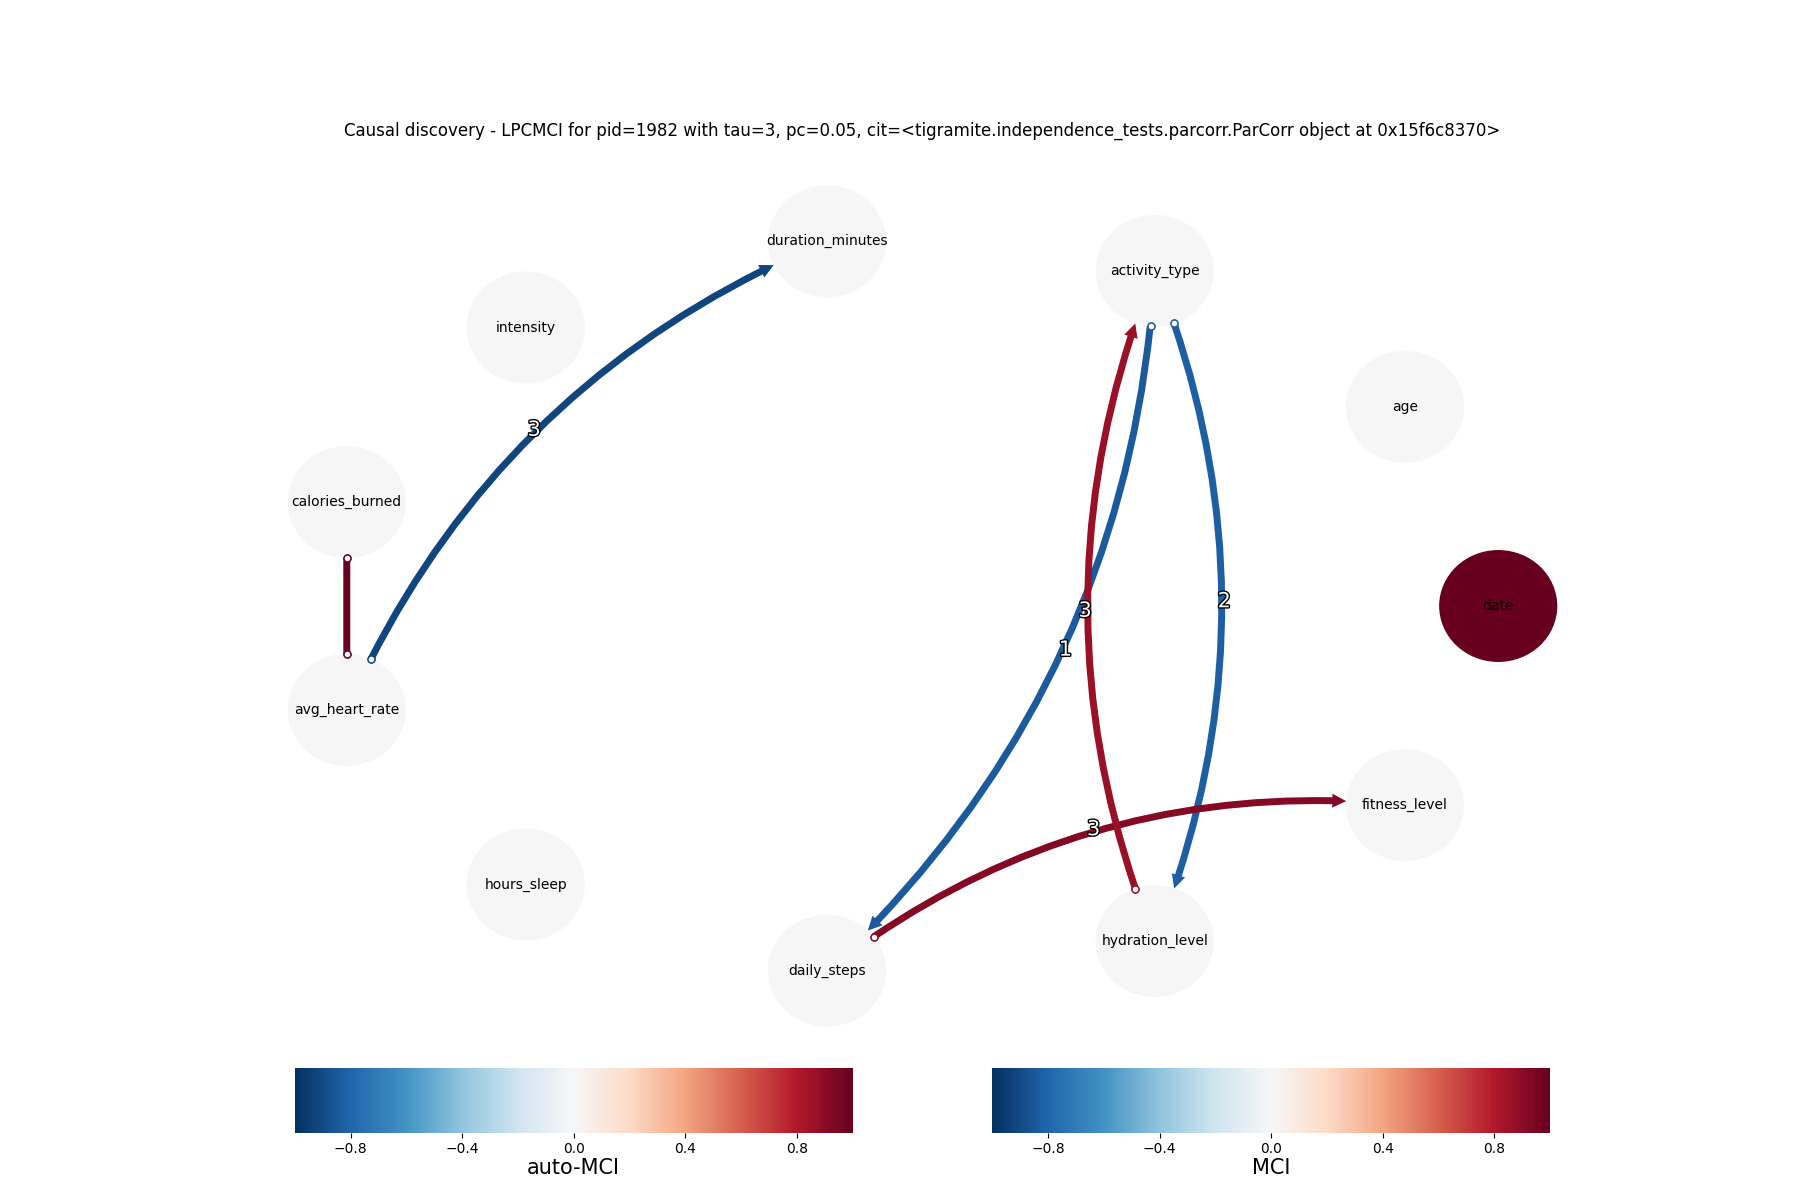 Causal discovery - LPCMCI for pid=1982 with tau=3, pc=0.05, cit=<tigramite.independence_tests.parcorr.ParCorr object at 0x15f6c8370>
duration_minutes
activity_type
intensity
age
3
calories_burned
2
date
3
1
avg_heart_rate
fitness_level
3
hours_sleep
hydration_level
daily_steps
−0.8 −0.4 0.0 0.4 0.8
auto-MCI
−0.8 −0.4 0.0 0.4 0.8
MCI